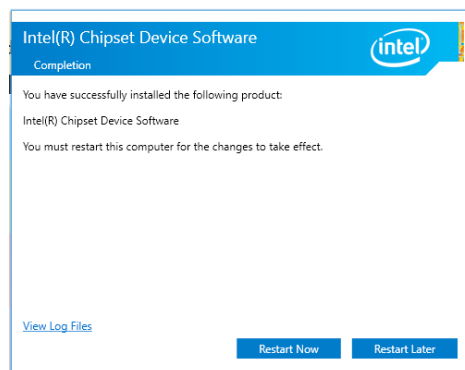 Intel(R) Chipset Device Software
intel
Completion
You have successfully installed the following product:
Intel(R) Chipset Device Software
You must restart this computer for the changes to take effect.
View Log Files
Restart Now
Restart Later